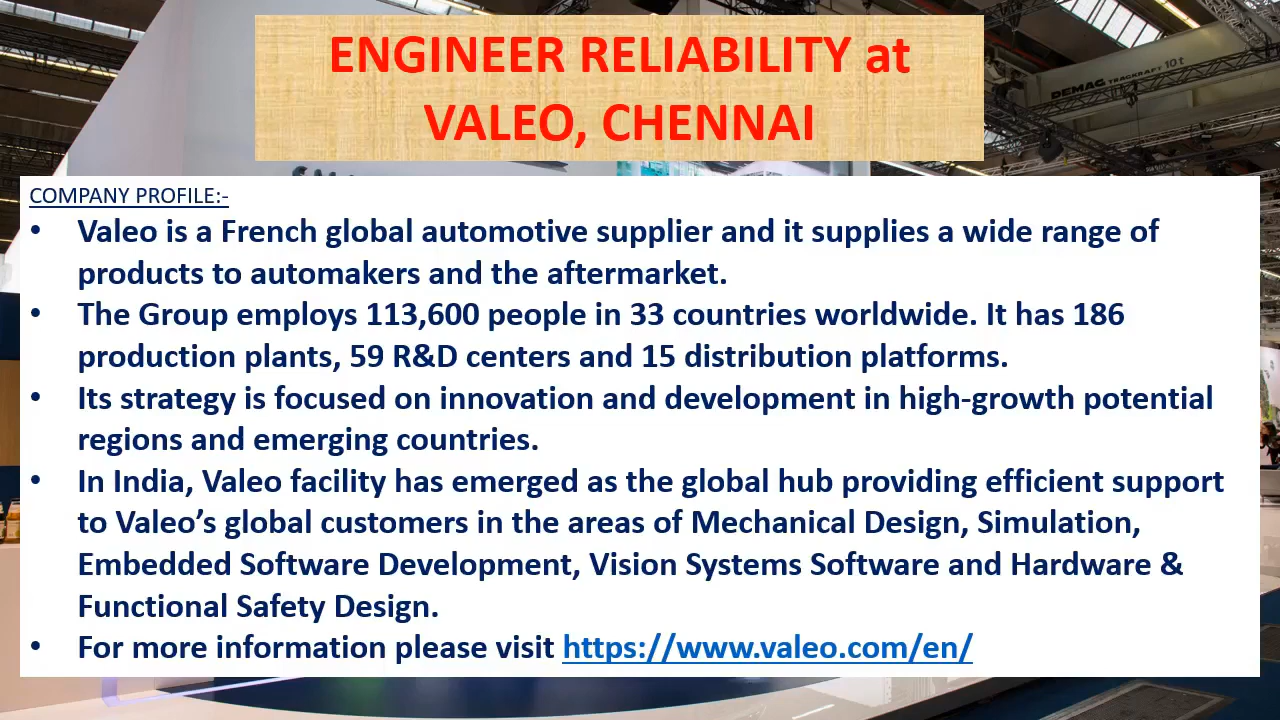 ENGINEER RELIABILITY at
VALEO, CHENNAI
DEMAG TRACKRAFT 10 t
COMPANY PROFILE:-
• Valeo is a French global automotive supplier and it supplies a wide range of
products to automakers and the aftermarket.
• The Group employs 113,600 people in 33 countries worldwide. It has 186
production plants, 59 R&D centers and 15 distribution platforms.
• Its strategy is focused on innovation and development in high-growth potential
regions and emerging countries.
• In India, Valeo facility has emerged as the global hub providing efficient support
to Valeo’s global customers in the areas of Mechanical Design, Simulation,
Embedded Software Development, Vision Systems Software and Hardware &
Functional Safety Design.
• For more information please visit https://www.valeo.com/en/